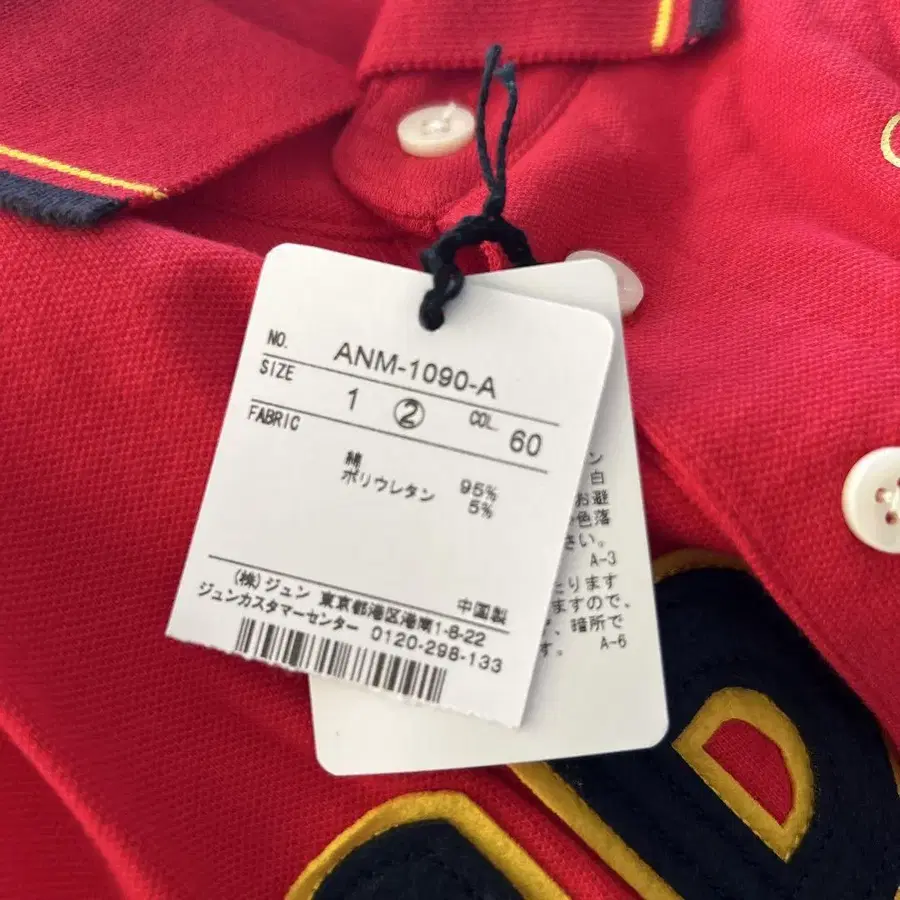 NO. ANM-1090-A
SIZE 1 ② COL. 60
FABRIC
綿 95%
ポリウレタン 5%
中国製
(株)ジュン 東京都港区港南1-8-22
ジュンカスタマーセンター 0120-298-133
ン
白
お避
色落
さい。
A-3
たります
ますので、
、暗所で
す。 A-6